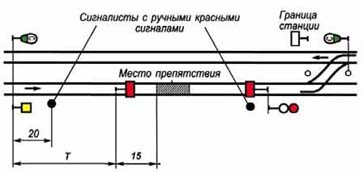 Сигналисты с ручными красными
сигналами
Граница
станции
Место препятствия
20
Т
15